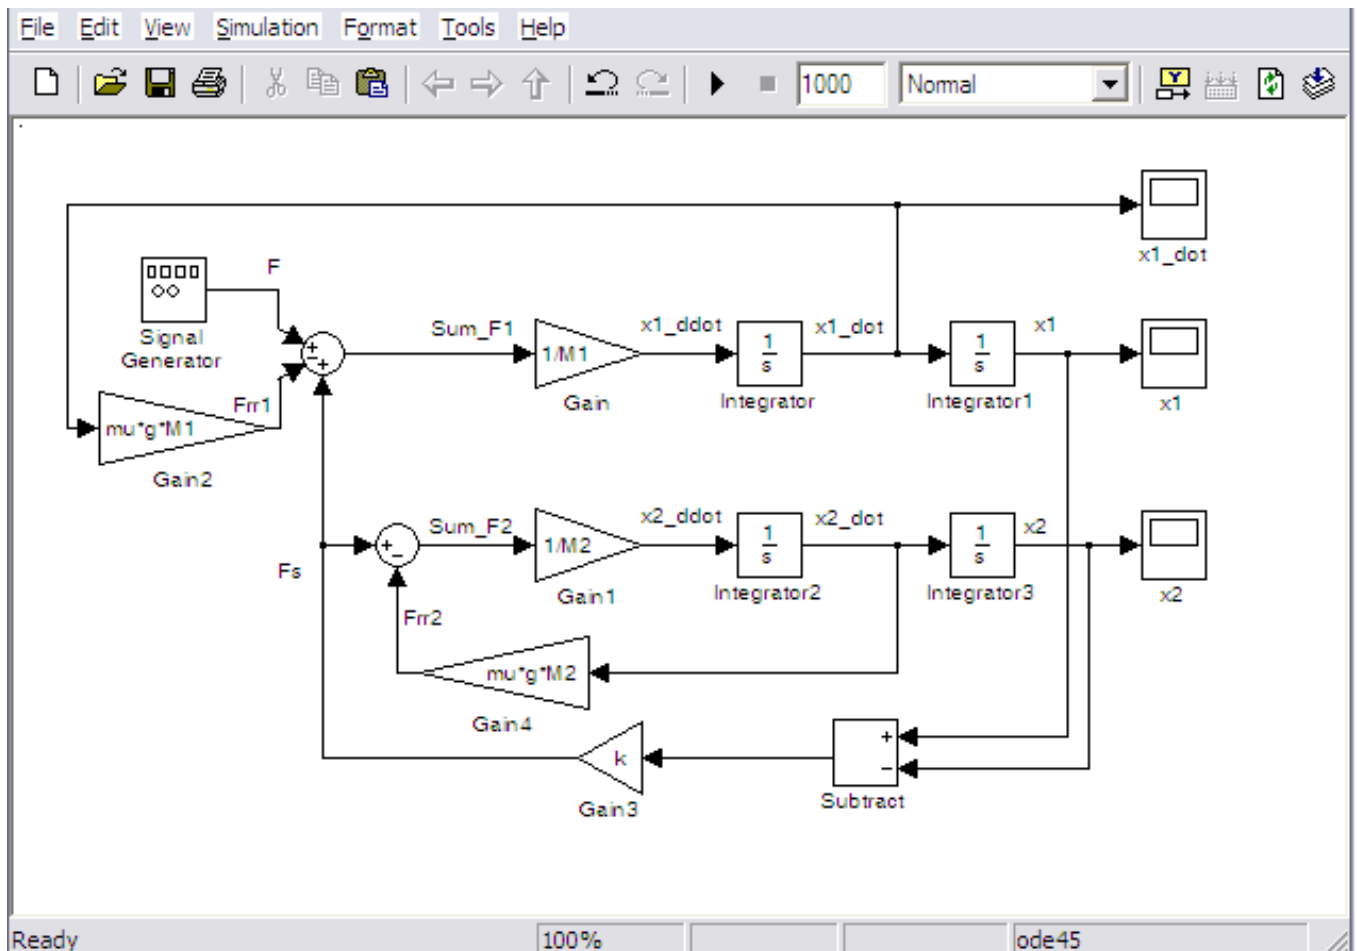 File Edit View Simulation Format Tools Help
1000 Normal
Y
x1_dot
F
Signal
Generator
+
−
+
Sum_F1
1/M1
Gain
x1_ddot
1
s
Integrator
x1_dot
1
s
Integrator1
x1
x1
Frr1
mu*g*M1
Gain2
Fs
+
−
Sum_F2
1/M2
Gain1
x2_ddot
1
s
Integrator2
x2_dot
1
s
Integrator3
x2
x2
Frr2
mu*g*M2
Gain4
k
Gain3
+
−
Subtract
Ready 100% ode45